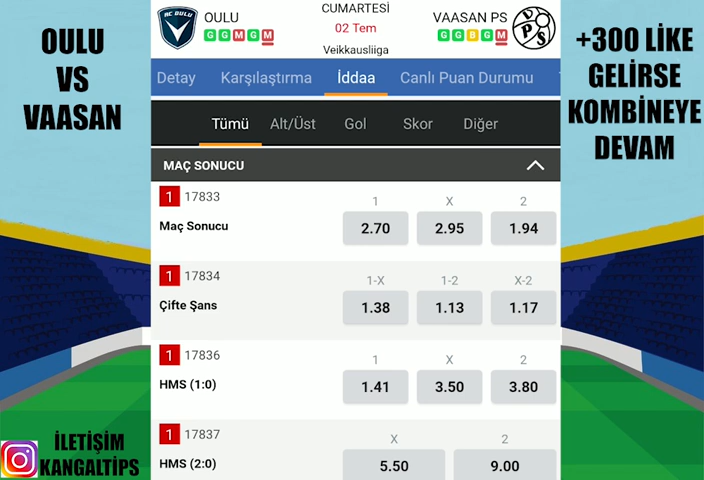 OULU
VS
VAASAN
AC OULU
OULU
G G M G M
CUMARTESİ
02 Tem
Veikkausliiga
VAASAN PS
G G B G M
VPS
+300 LİKE
GELİRSE
KOMBİNEYE
DEVAM
Detay Karşılaştırma İddaa Canlı Puan Durumu
Tümü Alt/Üst Gol Skor Diğer
MAÇ SONUCU
1 17833
1 X 2
Maç Sonucu 2.70 2.95 1.94
1 17834
1-X 1-2 X-2
Çifte Şans 1.38 1.13 1.17
1 17836
1 X 2
HMS (1:0) 1.41 3.50 3.80
1 17837
X 2
HMS (2:0) 5.50 9.00
İLETİŞİM
KANGALTİPS